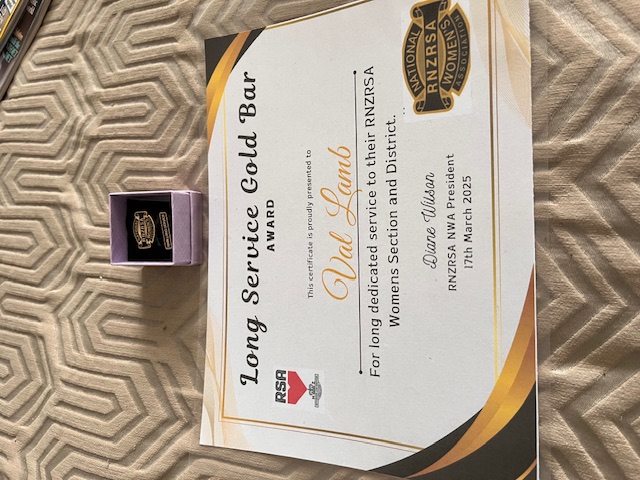 Long Service Gold Bar
AWARD
This certificate is proudly presented to
Val Lamb
For long dedicated service to their RNZRSA
Womens Section and District.
Diane Wilson
RNZRSA NWA President
17th March 2025
RSA
NATIONAL
RNZRSA
WOMEN'S
ASSOCIATION